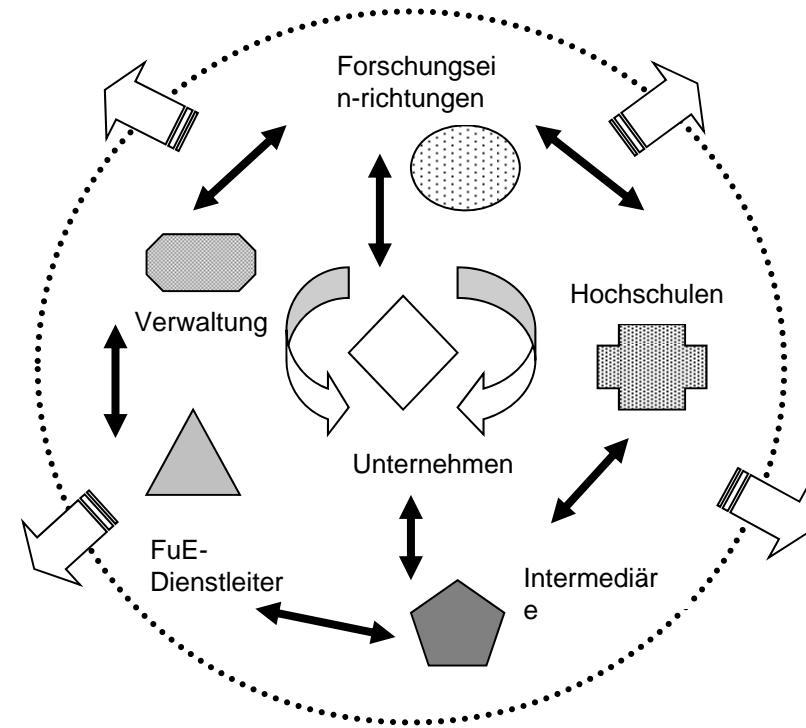 Forschungsei
n-richtungen
Verwaltung
Hochschulen
Unternehmen
FuE-
Dienstleiter
Intermediär
e